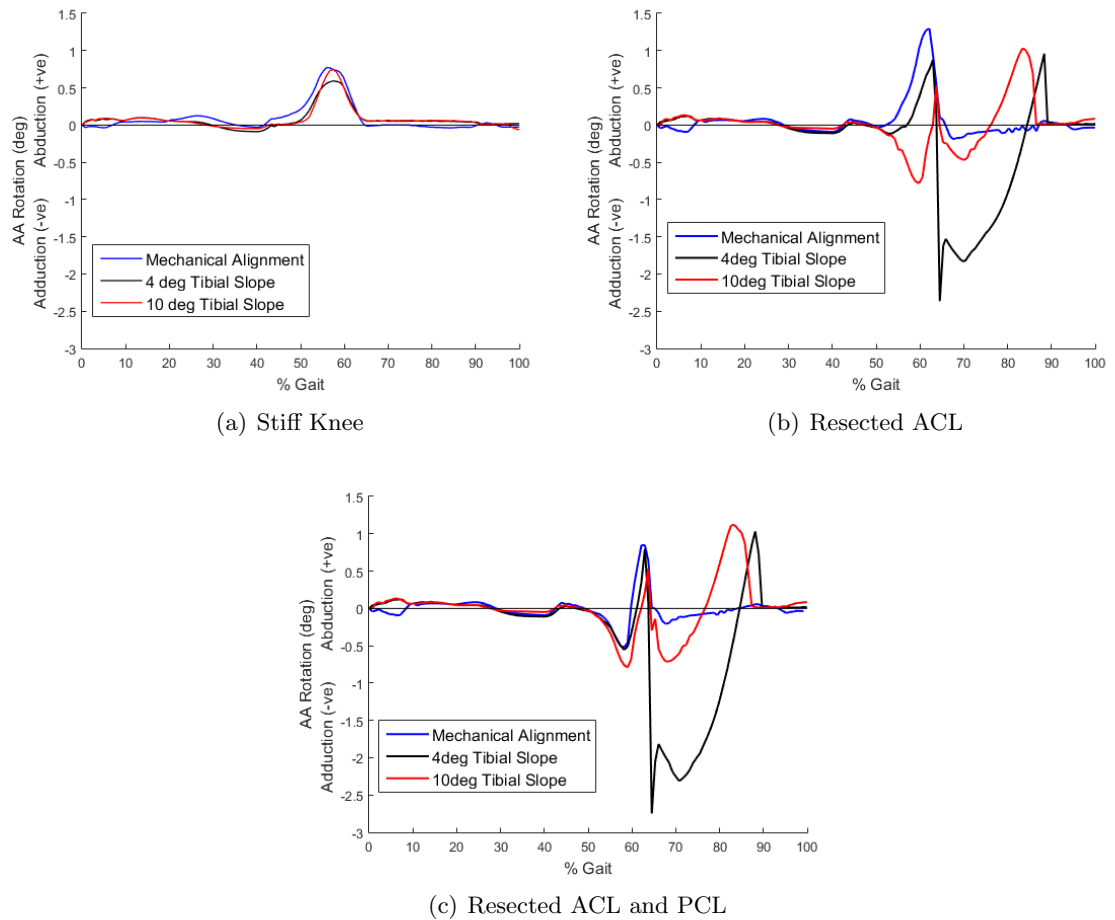 1.5
1
0.5
0
-0.5
-1
-1.5
-2
-2.5
-3
AA Rotation (deg)
Adduction (-ve) Abduction (+ve)
Mechanical Alignment
4 deg Tibial Slope
10 deg Tibial Slope
0 10 20 30 40 50 60 70 80 90 100
% Gait
(a) Stiff Knee
1.5
1
0.5
0
-0.5
-1
-1.5
-2
-2.5
-3
AA Rotation (deg)
Adduction (-ve) Abduction (+ve)
Mechanical Alignment
4deg Tibial Slope
10deg Tibial Slope
0 10 20 30 40 50 60 70 80 90 100
% Gait
(b) Resected ACL
1.5
1
0.5
0
-0.5
-1
-1.5
-2
-2.5
-3
AA Rotation (deg)
Adduction (-ve) Abduction (+ve)
Mechanical Alignment
4deg Tibial Slope
10deg Tibial Slope
0 10 20 30 40 50 60 70 80 90 100
% Gait
(c) Resected ACL and PCL